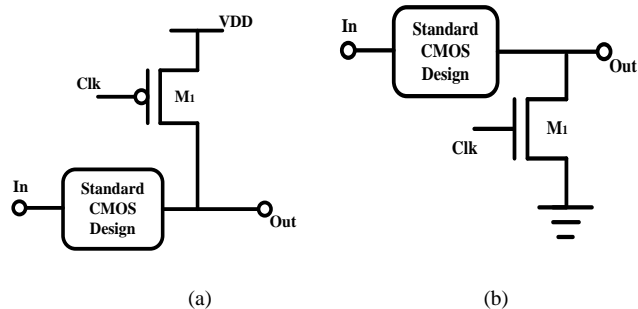 VDD
Clk
M1
In
Standard
CMOS
Design
Out
(a)
In
Standard
CMOS
Design
Out
M1
Clk
(b)